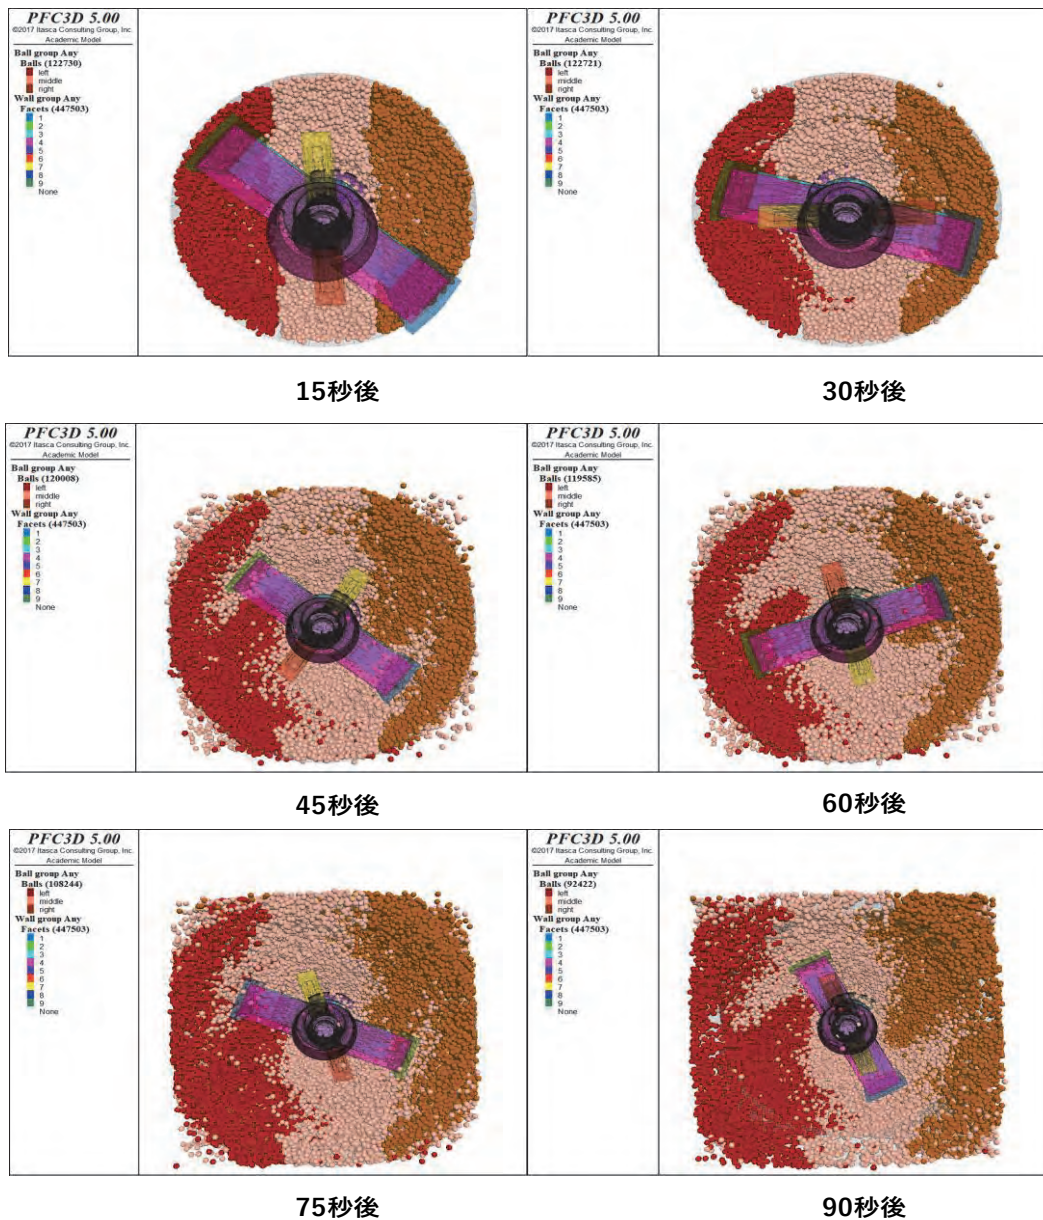 PFC3D 5.00
©2017 Itasca Consulting Group, Inc.
Academic Model
Ball group Any
Balls (122730)
left
middle
right
Wall group Any
Facets (447503)
1
2
3
4
5
6
7
8
9
None
15秒後
PFC3D 5.00
©2017 Itasca Consulting Group, Inc.
Academic Model
Ball group Any
Balls (122721)
left
middle
right
Wall group Any
Facets (447503)
1
2
3
4
5
6
7
8
9
None
30秒後
PFC3D 5.00
©2017 Itasca Consulting Group, Inc.
Academic Model
Ball group Any
Balls (120008)
left
middle
right
Wall group Any
Facets (447503)
1
2
3
4
5
6
7
8
9
None
45秒後
PFC3D 5.00
©2017 Itasca Consulting Group, Inc.
Academic Model
Ball group Any
Balls (119585)
left
middle
right
Wall group Any
Facets (447503)
1
2
3
4
5
6
7
8
9
None
60秒後
PFC3D 5.00
©2017 Itasca Consulting Group, Inc.
Academic Model
Ball group Any
Balls (108244)
left
middle
right
Wall group Any
Facets (447503)
1
2
3
4
5
6
7
8
9
None
75秒後
PFC3D 5.00
©2017 Itasca Consulting Group, Inc.
Academic Model
Ball group Any
Balls (92422)
left
middle
right
Wall group Any
Facets (447503)
1
2
3
4
5
6
7
8
9
None
90秒後